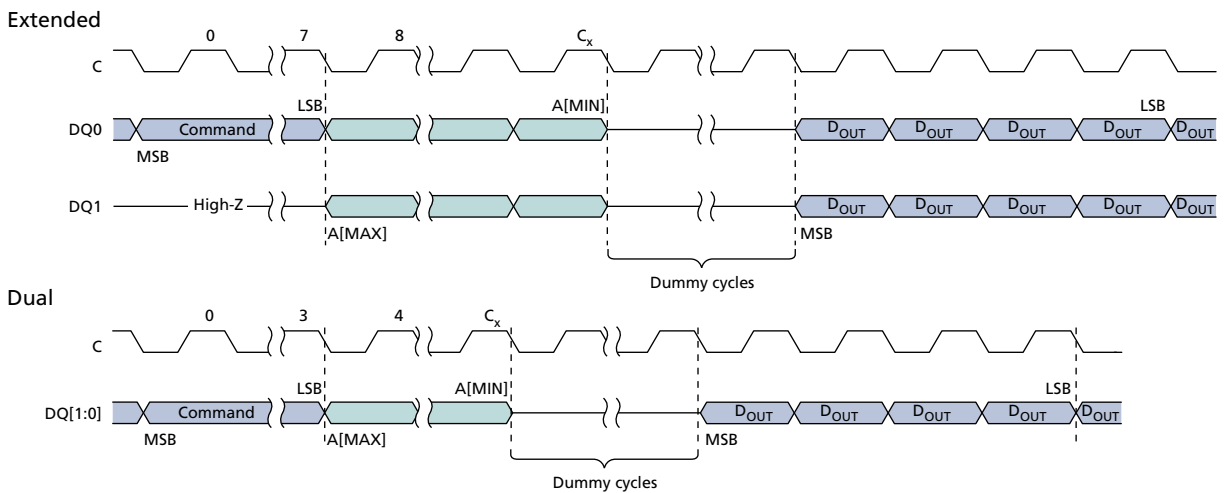 Extended
0 7 8 Cx
C
LSB A[MIN] LSB
DQ0 Command DOUT DOUT DOUT DOUT DOUT
MSB
DQ1 High-Z DOUT DOUT DOUT DOUT DOUT
A[MAX] MSB
Dummy cycles
Dual
0 3 4 Cx
C
LSB A[MIN] LSB
DQ[1:0] Command DOUT DOUT DOUT DOUT DOUT
MSB A[MAX] MSB
Dummy cycles